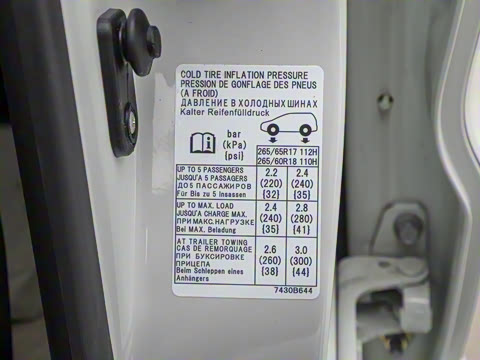 COLD TIRE INFLATION PRESSURE
PRESSION DE GONFLAGE DES PNEUS
(A FROID)
ДАВЛЕНИЕ В ХОЛОДНЫХ ШИНАХ
Kalter Reifenfülldruck
bar
(kPa)
{psi}
265/65R17 112H
265/60R18 110H
UP TO 5 PASSENGERS 2.2 2.4
JUSQU'A 5 PASSAGERS (220) (240)
ДО 5 ПАССАЖИРОВ {32} {35}
Für Bis zu 5 Insassen
UP TO MAX. LOAD 2.4 2.8
JUSQU'A CHARGE MAX. (240) (280)
ПРИ МАКС. НАГРУЗКЕ {35} {41}
Bei MAX. Beladung
AT TRAILER TOWING 2.6 3.0
CAS DE REMORQUAGE (260) (300)
ПРИ БУКСИРОВКЕ {38} {44}
ПРИЦЕПА
Beim Schleppen eines
Anhängers
7430B644